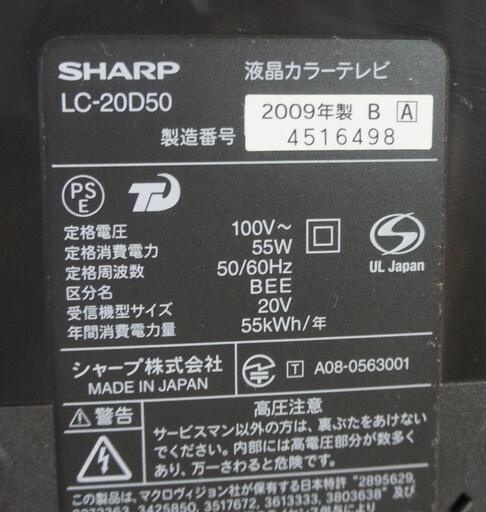 SHARP 液晶カラーテレビ
LC-20D50
2009年製 B A
製造番号 4516498
PS E
定格電圧 100V～
定格消費電力 55W
定格周波数 50/60Hz
区分名 BEE
受信機型サイズ 20V
年間消費電力量 55kWh/年
UL Japan
シャープ株式会社
MADE IN JAPAN
T A08-0563001
警告
高圧注意
サービスマン以外の方は、裏ぶたをあけない
でください。内部には高電圧部分が数多く
あり、万一さわると危険です。
この製品は、マクロヴィジョン社が保有する日本特許 "2895629,
3425B50, 3517672, 3613333, 3803638" 及び